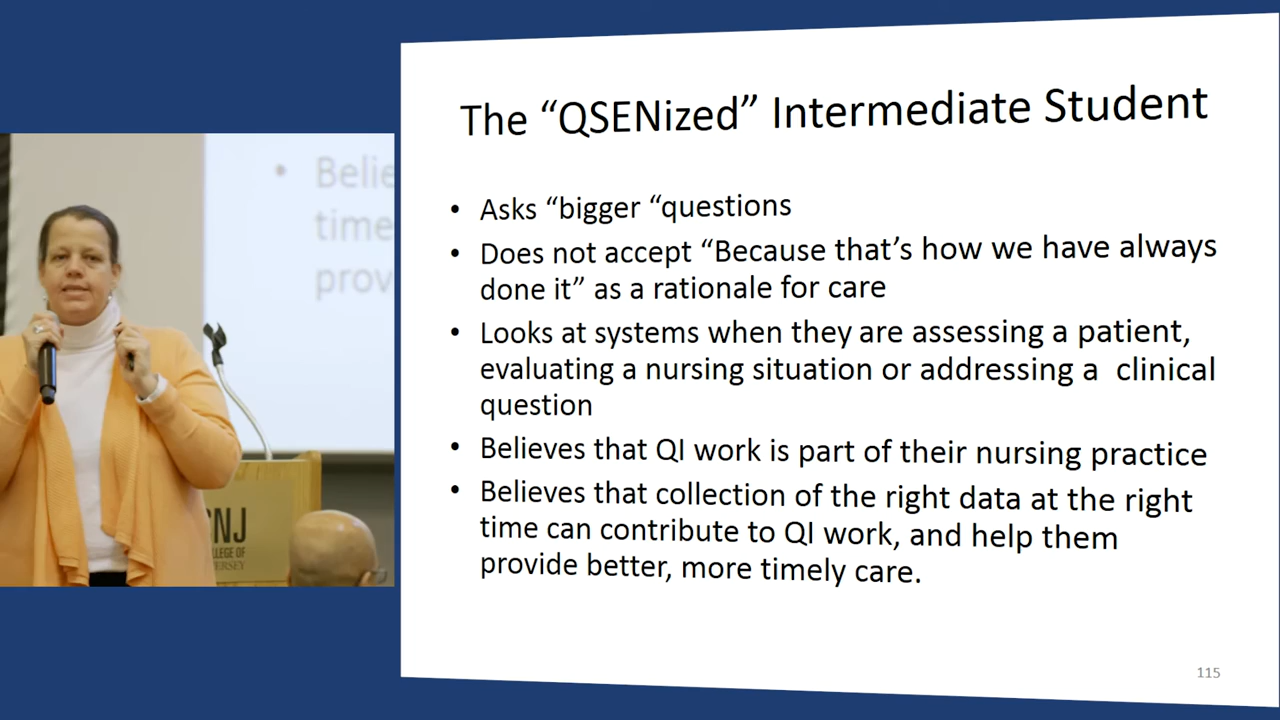 The “QSENized” Intermediate Student
• Asks “bigger “questions
• Does not accept “Because that’s how we have always
done it” as a rationale for care
• Looks at systems when they are assessing a patient,
evaluating a nursing situation or addressing a clinical
question
• Believes that QI work is part of their nursing practice
• Believes that collection of the right data at the right
time can contribute to QI work, and help them
provide better, more timely care.
115
• Belie
time
prov
CNJ
LLEGE OF
ERSEY